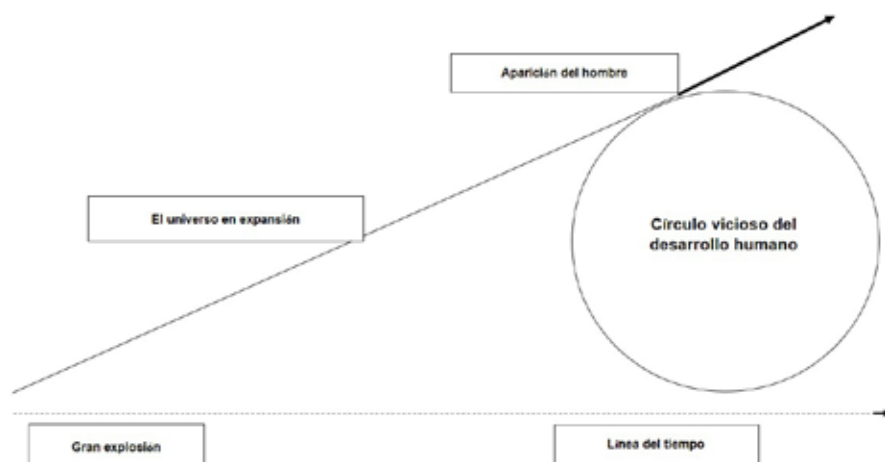 Aparición del hombre
El universo en expansión
Círculo vicioso del
desarrollo humano
Gran explosión
Línea del tiempo